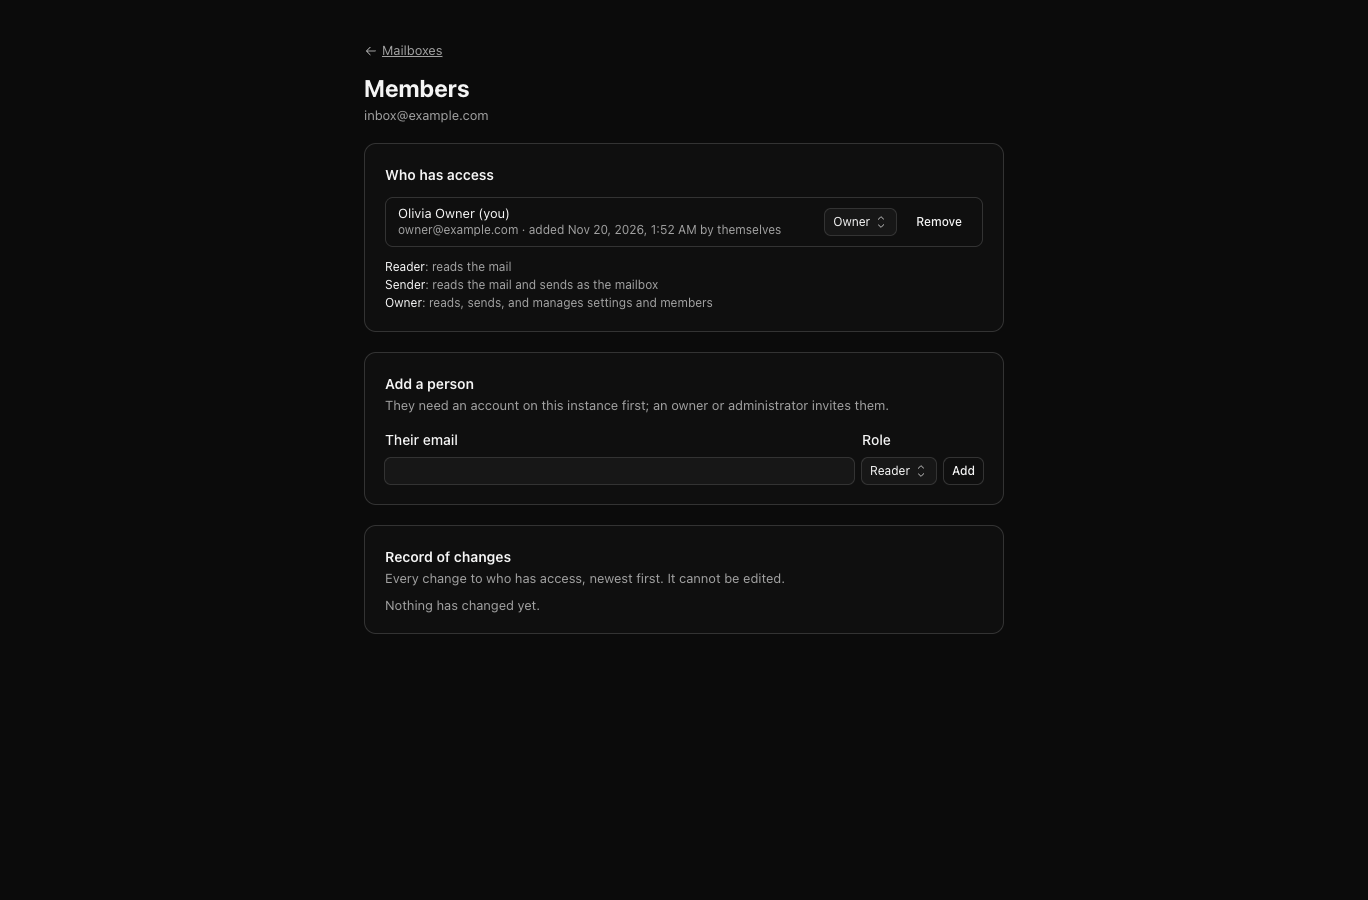 ← Mailboxes
Members
inbox@example.com
Who has access
Olivia Owner (you)
owner@example.com · added Nov 20, 2026, 1:52 AM by themselves
Owner
Remove
Reader: reads the mail
Sender: reads the mail and sends as the mailbox
Owner: reads, sends, and manages settings and members
Add a person
They need an account on this instance first; an owner or administrator invites them.
Their email
Role
Reader
Add
Record of changes
Every change to who has access, newest first. It cannot be edited.
Nothing has changed yet.